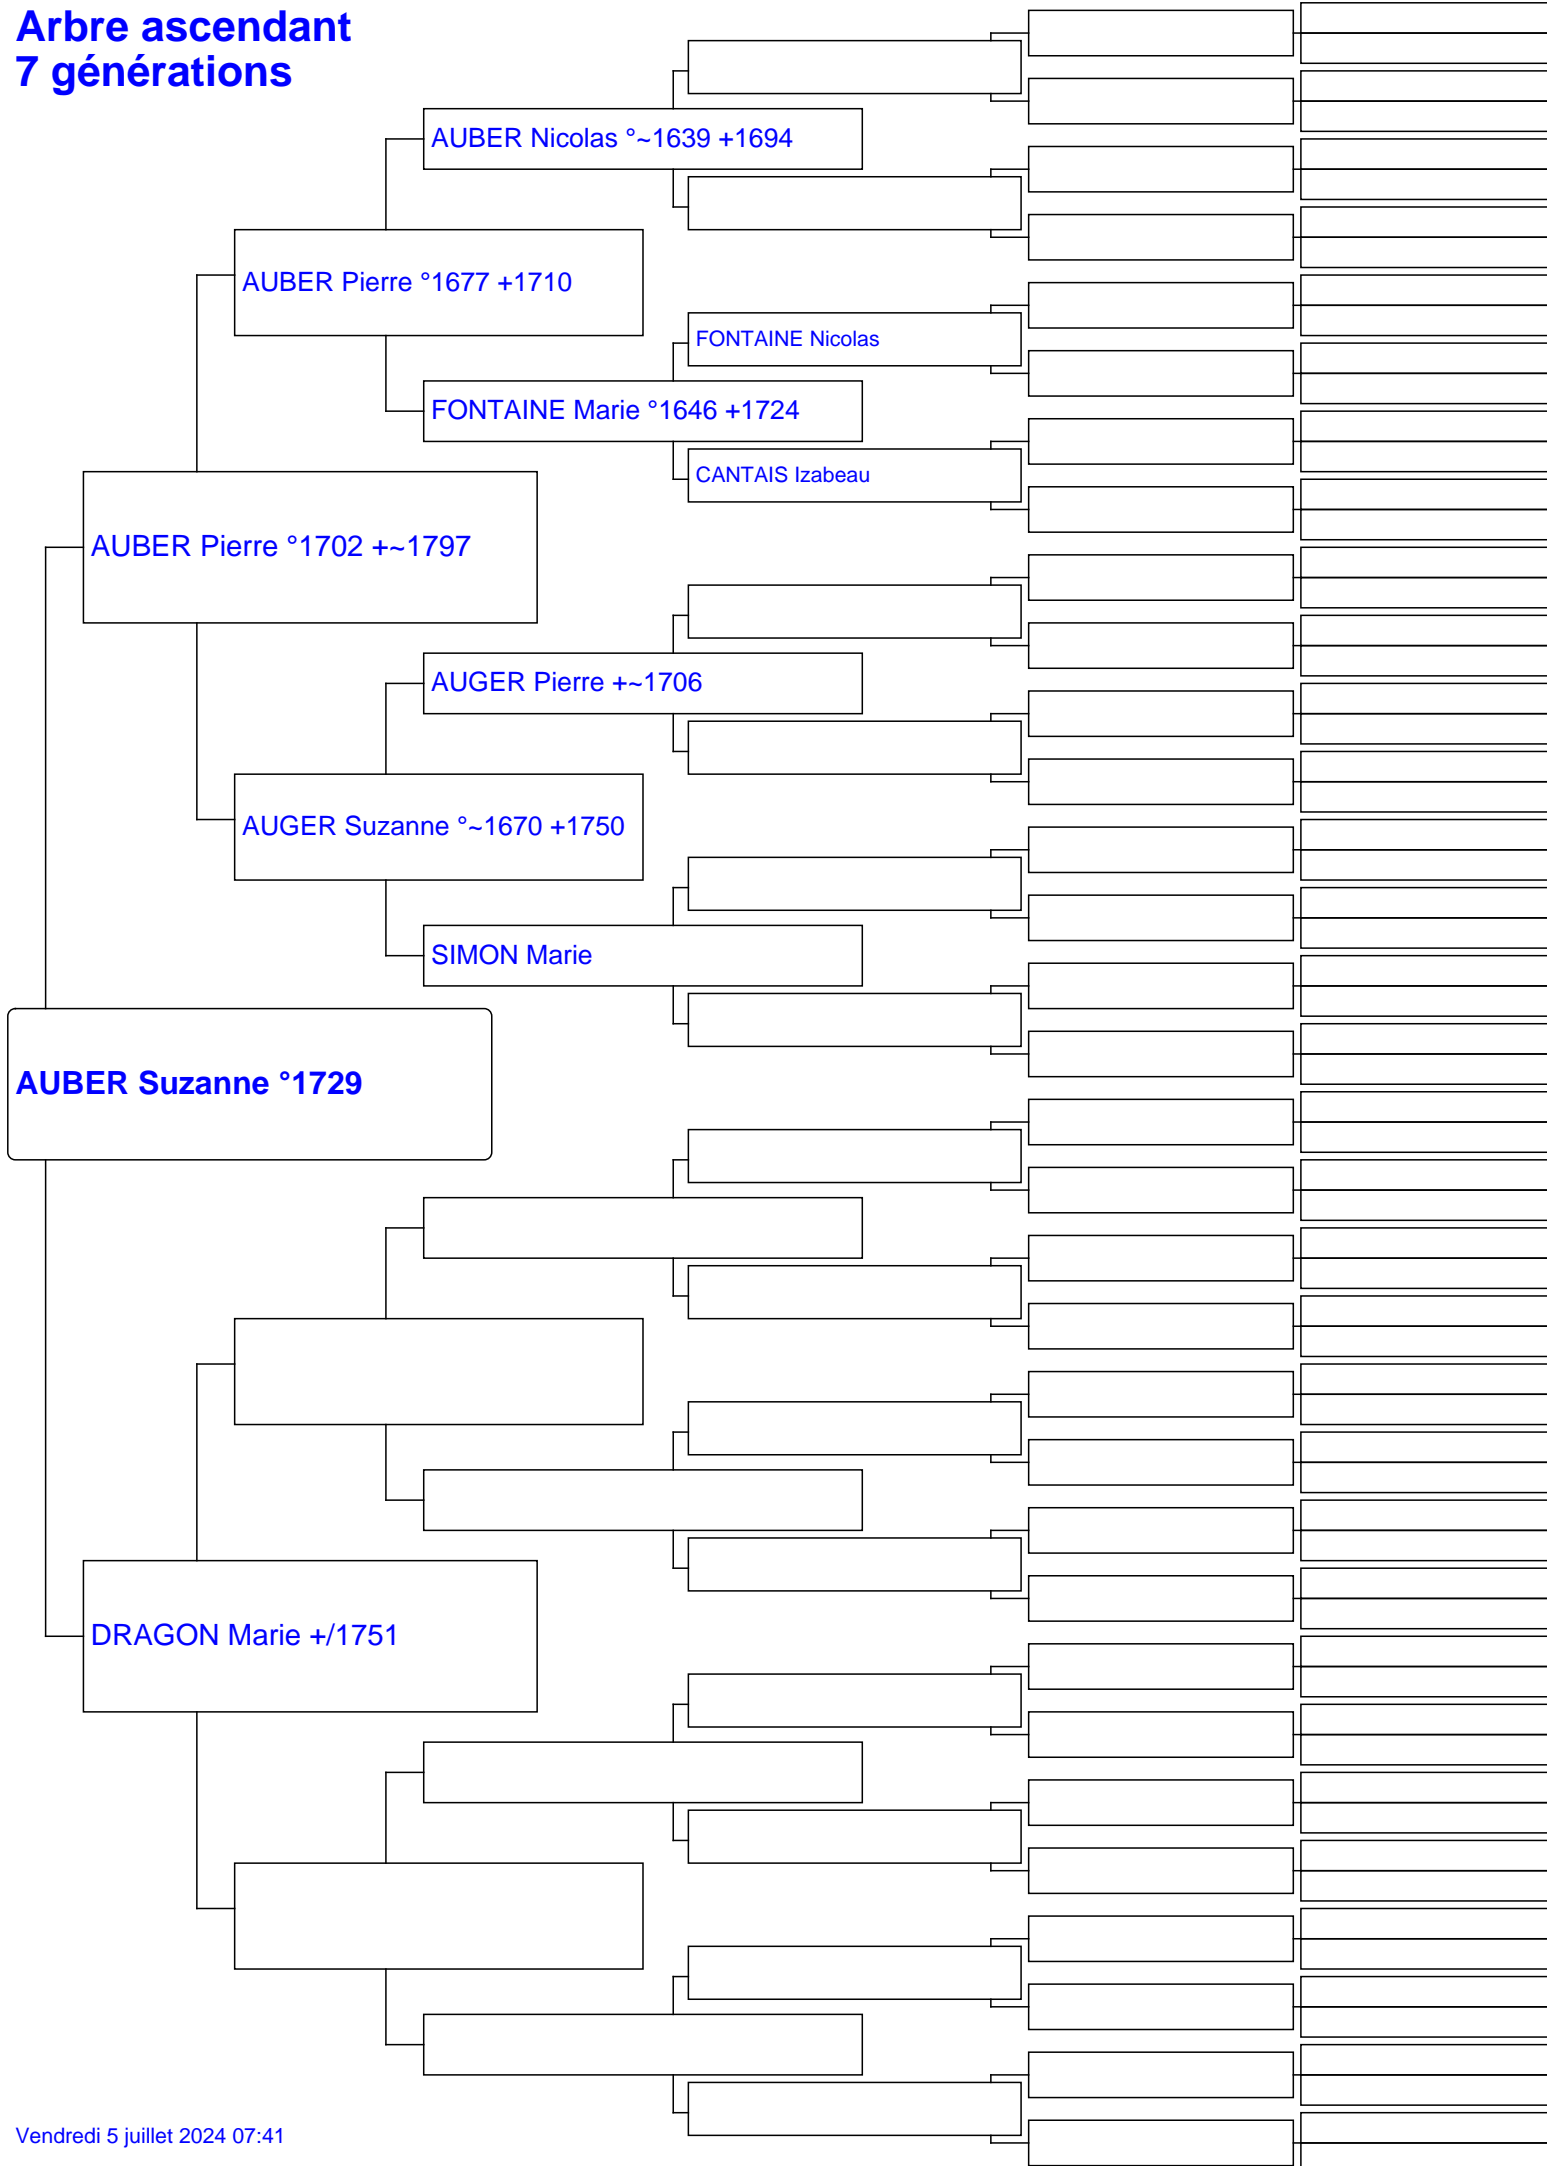 Arbre ascendant
7 générations
AUBER Nicolas °~1639 +1694
AUBER Pierre °1677 +1710
FONTAINE Nicolas
FONTAINE Marie °1646 +1724
CANTAIS Izabeau
AUBER Pierre °1702 +~1797
AUGER Pierre +~1706
AUGER Suzanne °~1670 +1750
SIMON Marie
AUBER Suzanne °1729
DRAGON Marie +/1751
Vendredi 5 juillet 2024 07:41